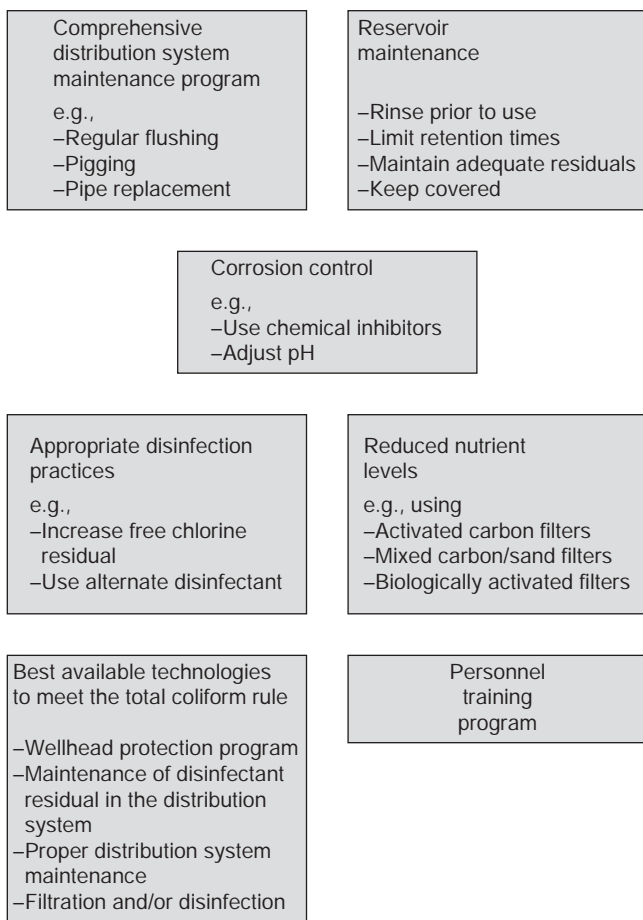 Comprehensive
distribution system
maintenance program
e.g.,
–Regular flushing
–Pigging
–Pipe replacement
Reservoir
maintenance
–Rinse prior to use
–Limit retention times
–Maintain adequate residuals
–Keep covered
Corrosion control
e.g.,
–Use chemical inhibitors
–Adjust pH
Appropriate disinfection
practices
e.g.,
–Increase free chlorine
residual
–Use alternate disinfectant
Reduced nutrient
levels
e.g., using
–Activated carbon filters
–Mixed carbon/sand filters
–Biologically activated filters
Best available technologies
to meet the total coliform rule
–Wellhead protection program
–Maintenance of disinfectant
residual in the distribution
system
–Proper distribution system
maintenance
–Filtration and/or disinfection
Personnel
training
program